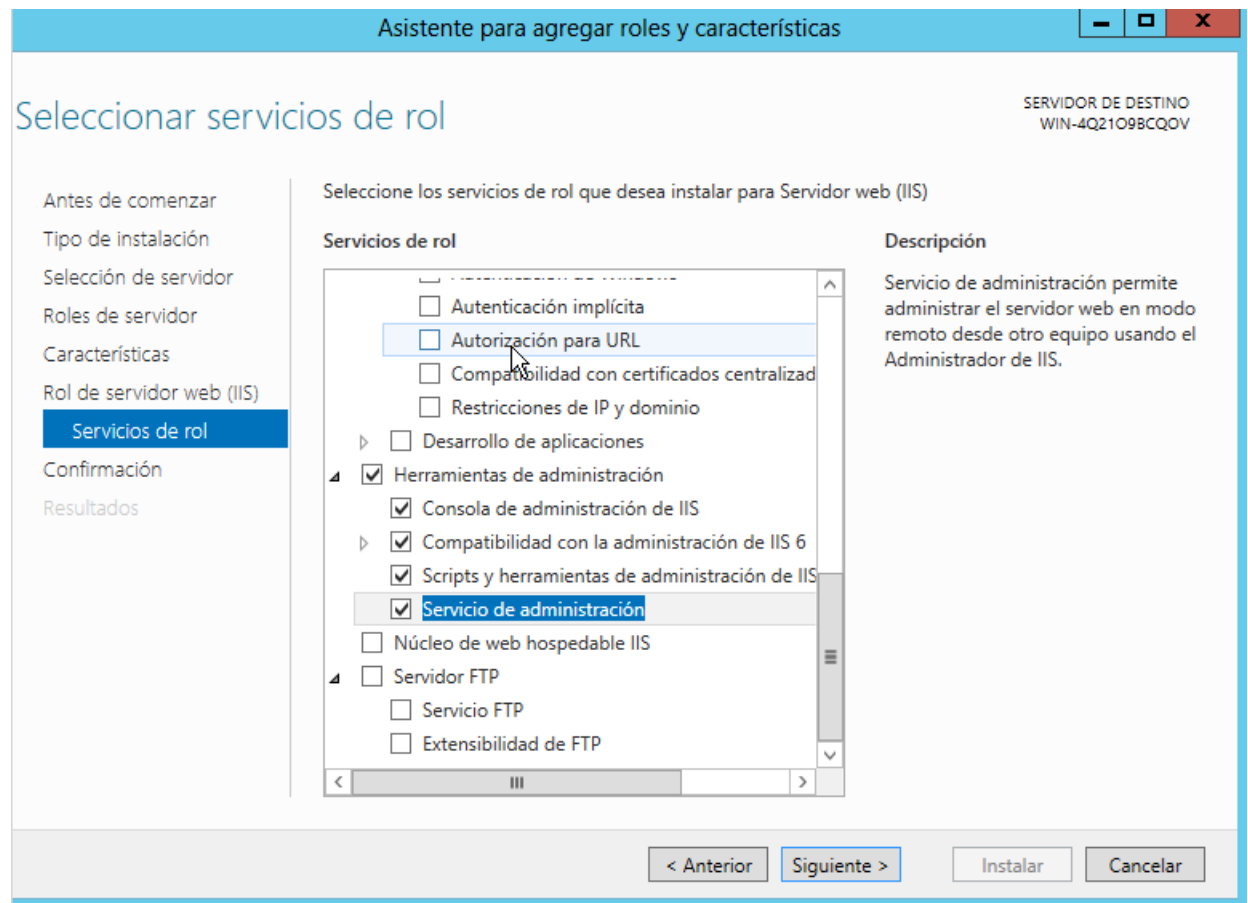 Asistente para agregar roles y características
Seleccionar servicios de rol
SERVIDOR DE DESTINO
WIN-4Q21O9BCQOV
Antes de comenzar
Tipo de instalación
Selección de servidor
Roles de servidor
Características
Rol de servidor web (IIS)
Servicios de rol
Confirmación
Resultados
Seleccione los servicios de rol que desea instalar para Servidor web (IIS)
Servicios de rol
Autenticación implícita
Autorización para URL
Compatibilidad con certificados centralizad
Restricciones de IP y dominio
Desarrollo de aplicaciones
Herramientas de administración
Consola de administración de IIS
Compatibilidad con la administración de IIS 6
Scripts y herramientas de administración de IIS
Servicio de administración
Núcleo de web hospedable IIS
Servidor FTP
Servicio FTP
Extensibilidad de FTP
Descripción
Servicio de administración permite
administrar el servidor web en modo
remoto desde otro equipo usando el
Administrador de IIS.
< Anterior
Siguiente >
Instalar
Cancelar